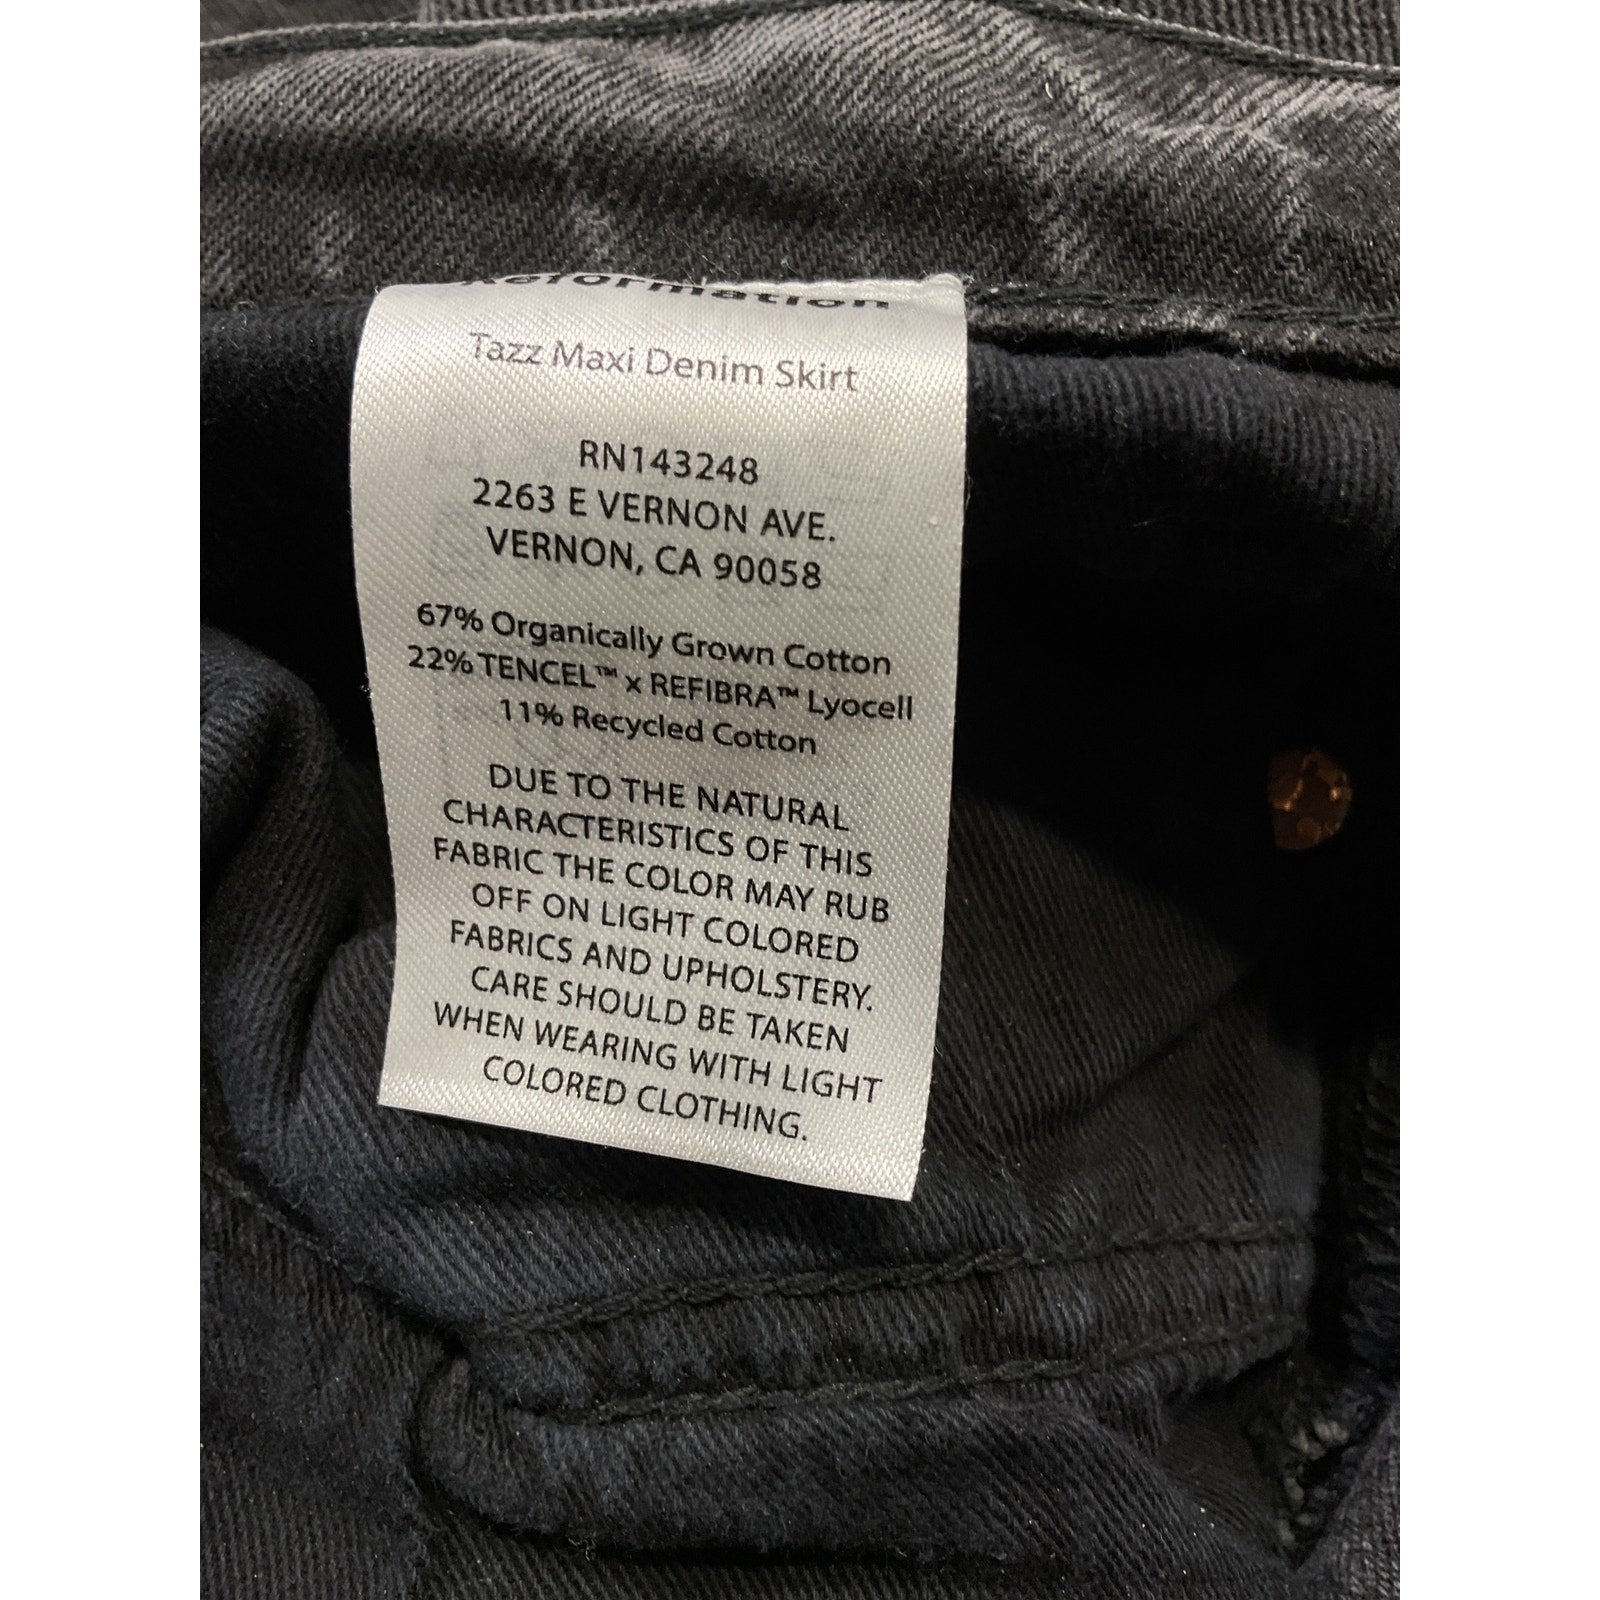 Reformation
Tazz Maxi Denim Skirt
RN143248
2263 E VERNON AVE.
VERNON, CA 90058
67% Organically Grown Cotton
22% TENCEL™ x REFIBRA™ Lyocell
11% Recycled Cotton
DUE TO THE NATURAL
CHARACTERISTICS OF THIS
FABRIC THE COLOR MAY RUB
OFF ON LIGHT COLORED
FABRICS AND UPHOLSTERY.
CARE SHOULD BE TAKEN
WHEN WEARING WITH LIGHT
COLORED CLOTHING.